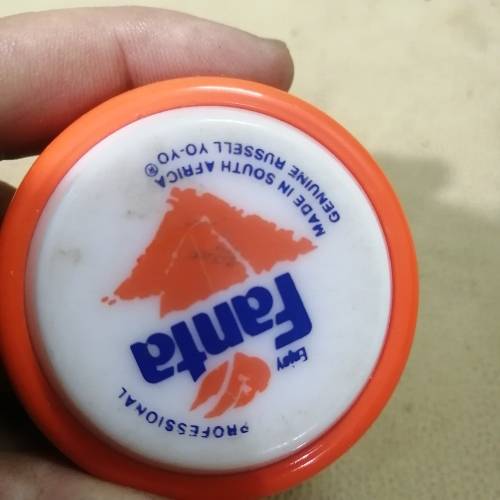 GENUINE RUSSELL YO-YO
MADE IN SOUTH AFRICA®
Enjoy
Fanta
PROFESSIONAL